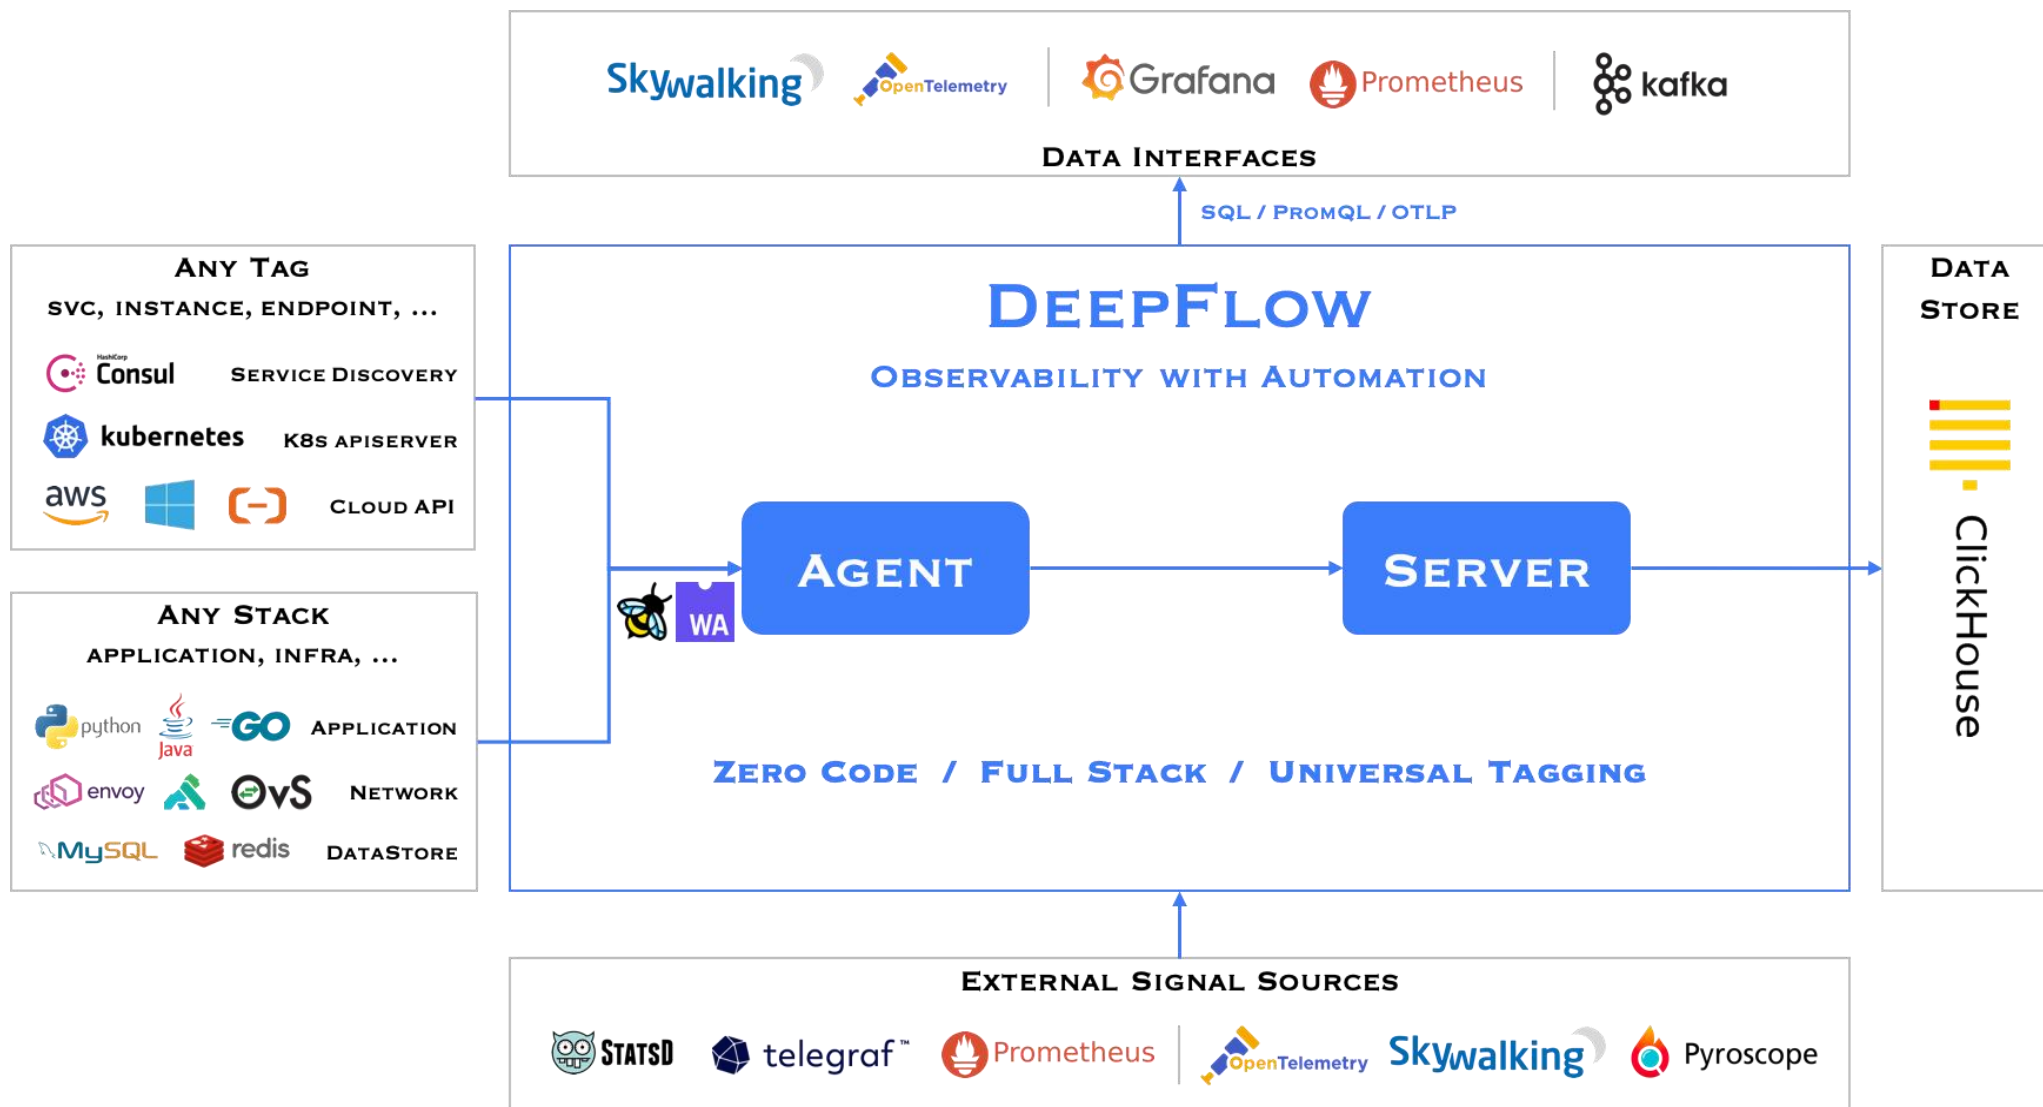 Skywalking
OpenTelemetry
Grafana
Prometheus
kafka
DATA INTERFACES
SQL / PROMQL / OTLP
ANY TAG
SVC, INSTANCE, ENDPOINT, ...
HashiCorp
Consul
SERVICE DISCOVERY
kubernetes
K8S APISERVER
aws
CLOUD API
ANY STACK
APPLICATION, INFRA, ...
python
Java
GO
APPLICATION
envoy
OvS
NETWORK
MySQL
redis
DATASTORE
DEEPFLOW
OBSERVABILITY WITH AUTOMATION
WA
AGENT
SERVER
ZERO CODE / FULL STACK / UNIVERSAL TAGGING
DATA
STORE
ClickHouse
EXTERNAL SIGNAL SOURCES
STATSD
telegraf™
Prometheus
OpenTelemetry
Skywalking
Pyroscope